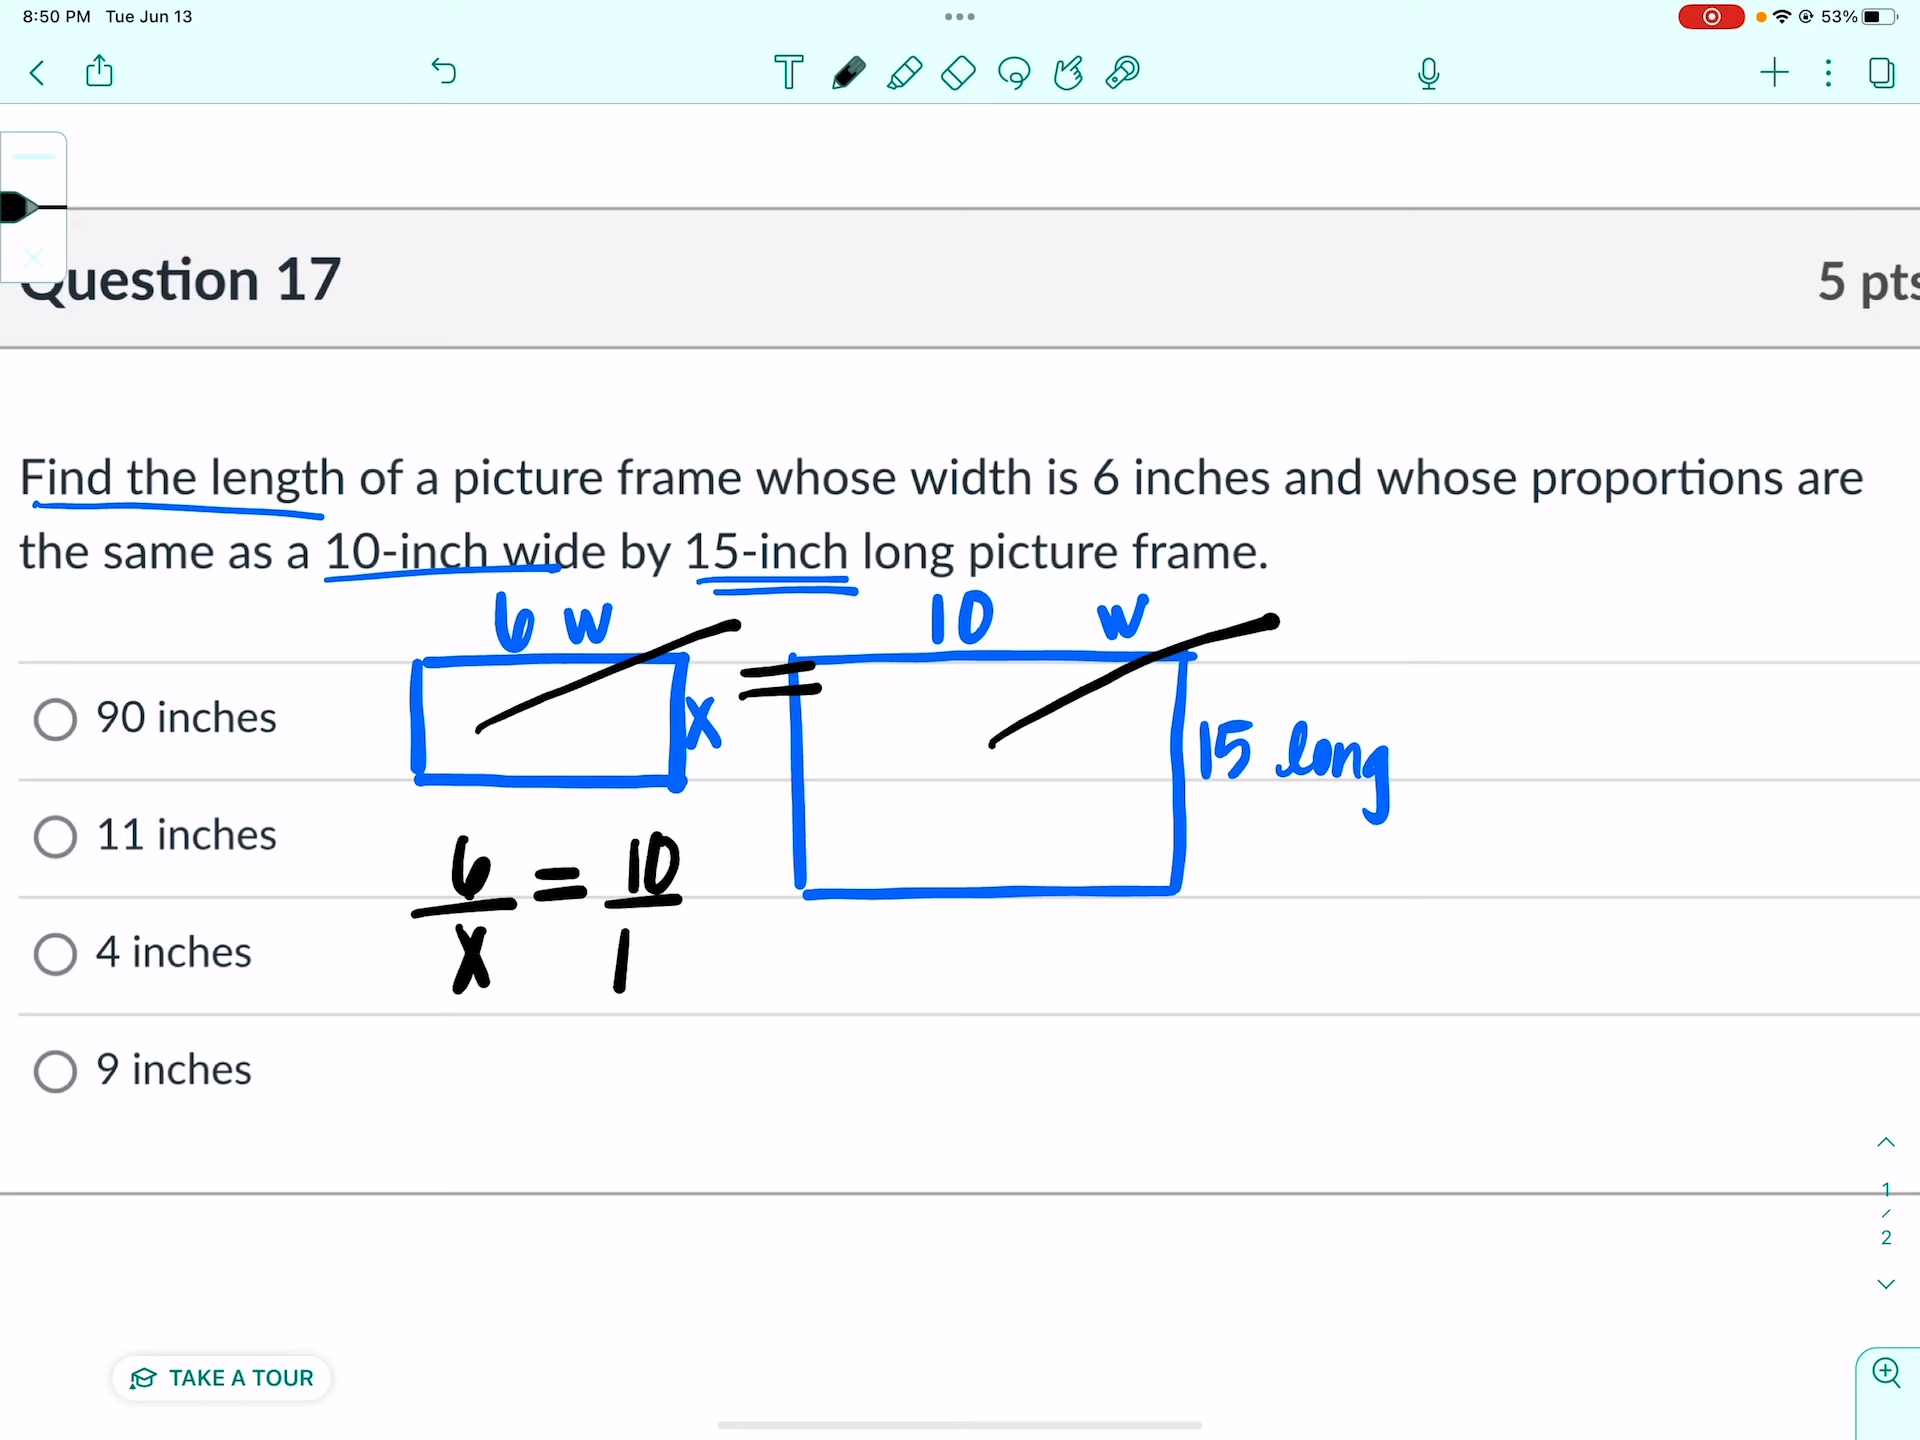 8:50 PM Tue Jun 13
53%
T
Question 17
5 pts
Find the length of a picture frame whose width is 6 inches and whose proportions are
the same as a 10-inch wide by 15-inch long picture frame.
6 W
10 W
90 inches
x
=
15 long
11 inches
6/x = 10/1
4 inches
9 inches
1
/
2
TAKE A TOUR